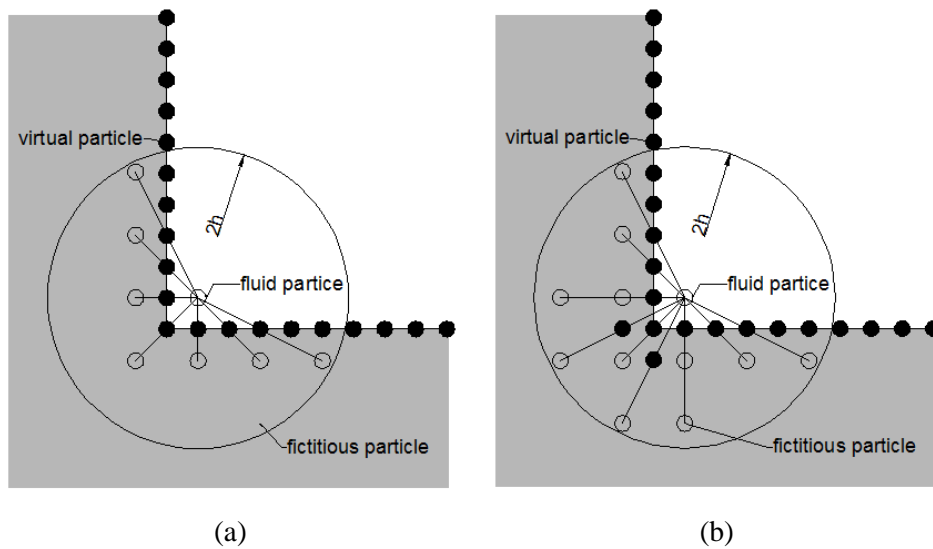 virtual particle
2h
fluid partice
fictitious particle
(a)
virtual particle
2h
fluid partice
fictitious particle
(b)